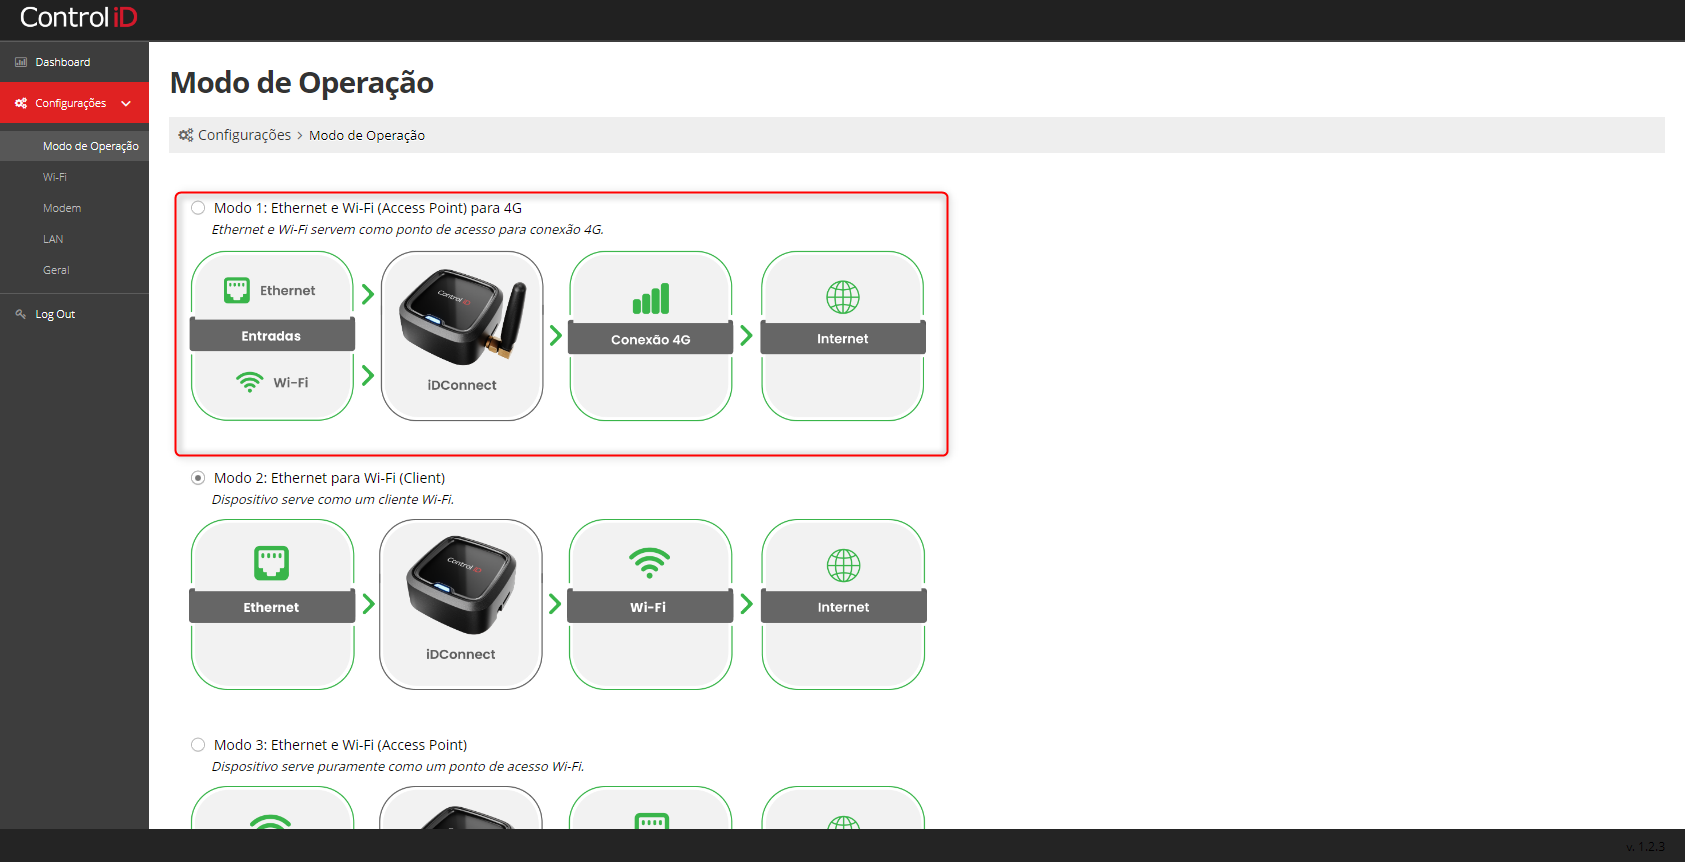 Control iD
Dashboard
Configurações
Modo de Operação
Wi-Fi
Modem
LAN
Geral
Log Out
Modo de Operação
Configurações > Modo de Operação
Modo 1: Ethernet e Wi-Fi (Access Point) para 4G
Ethernet e Wi-Fi servem como ponto de acesso para conexão 4G.
Ethernet
Entradas
Wi-Fi
Control iD
iDConnect
Conexão 4G
Internet
Modo 2: Ethernet para Wi-Fi (Client)
Dispositivo serve como um cliente Wi-Fi.
Ethernet
Control iD
iDConnect
Wi-Fi
Internet
Modo 3: Ethernet e Wi-Fi (Access Point)
Dispositivo serve puramente como um ponto de acesso Wi-Fi.
v. 1.2.3